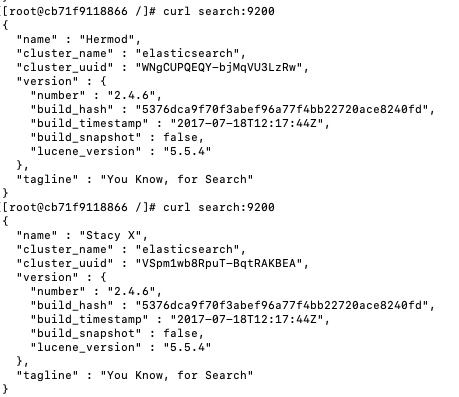 [[root@cb71f9118866 /]# curl search:9200
{
  "name" : "Hermod",
  "cluster_name" : "elasticsearch",
  "cluster_uuid" : "WNgCUPQEQY-bjMqVU3LzRw",
  "version" : {
    "number" : "2.4.6",
    "build_hash" : "5376dca9f70f3abef96a77f4bb22720ace8240fd",
    "build_timestamp" : "2017-07-18T12:17:44Z",
    "build_snapshot" : false,
    "lucene_version" : "5.5.4"
  },
  "tagline" : "You Know, for Search"
}
[[root@cb71f9118866 /]# curl search:9200
{
  "name" : "Stacy X",
  "cluster_name" : "elasticsearch",
  "cluster_uuid" : "VSpm1wb8RpuT-BqtRAKBEA",
  "version" : {
    "number" : "2.4.6",
    "build_hash" : "5376dca9f70f3abef96a77f4bb22720ace8240fd",
    "build_timestamp" : "2017-07-18T12:17:44Z",
    "build_snapshot" : false,
    "lucene_version" : "5.5.4"
  },
  "tagline" : "You Know, for Search"
}